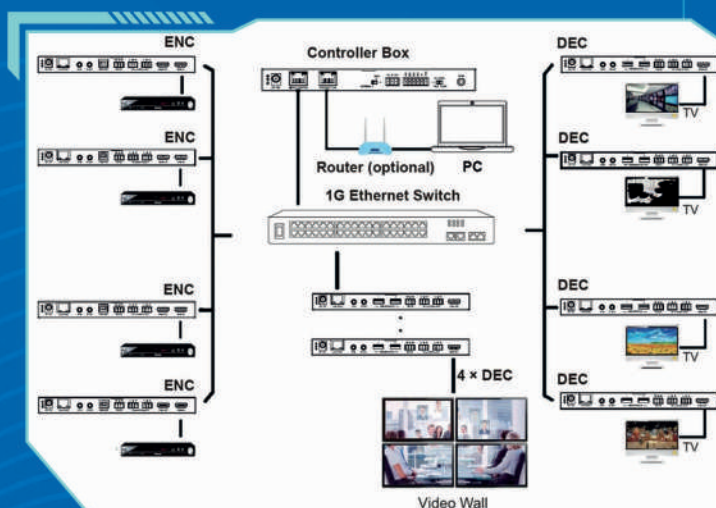 ENC
ENC
ENC
ENC
Controller Box
Router (optional)
PC
1G Ethernet Switch
4 × DEC
Video Wall
DEC
TV
DEC
TV
DEC
TV
DEC
TV